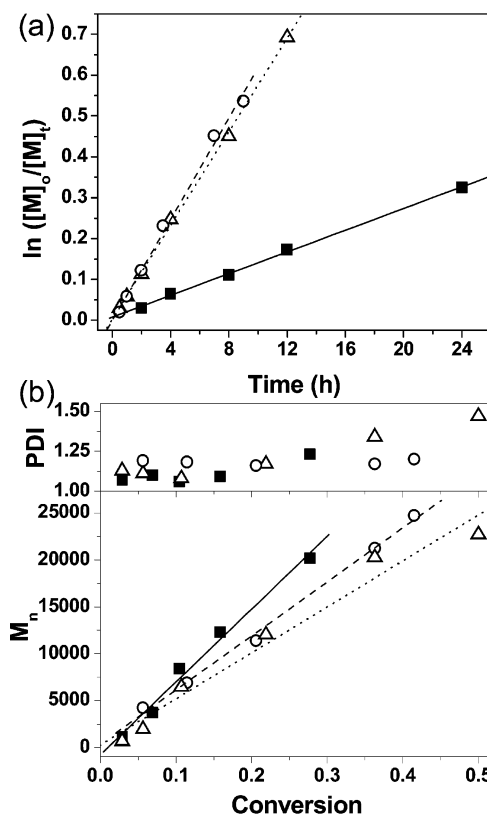 (a)
ln ([M]o/[M]t)
0.7
0.6
0.5
0.4
0.3
0.2
0.1
0.0
0 4 8 12 16 20 24
Time (h)
(b)
PDI
1.50
1.25
1.00
Mn
25000
20000
15000
10000
5000
0
0.0 0.1 0.2 0.3 0.4 0.5
Conversion